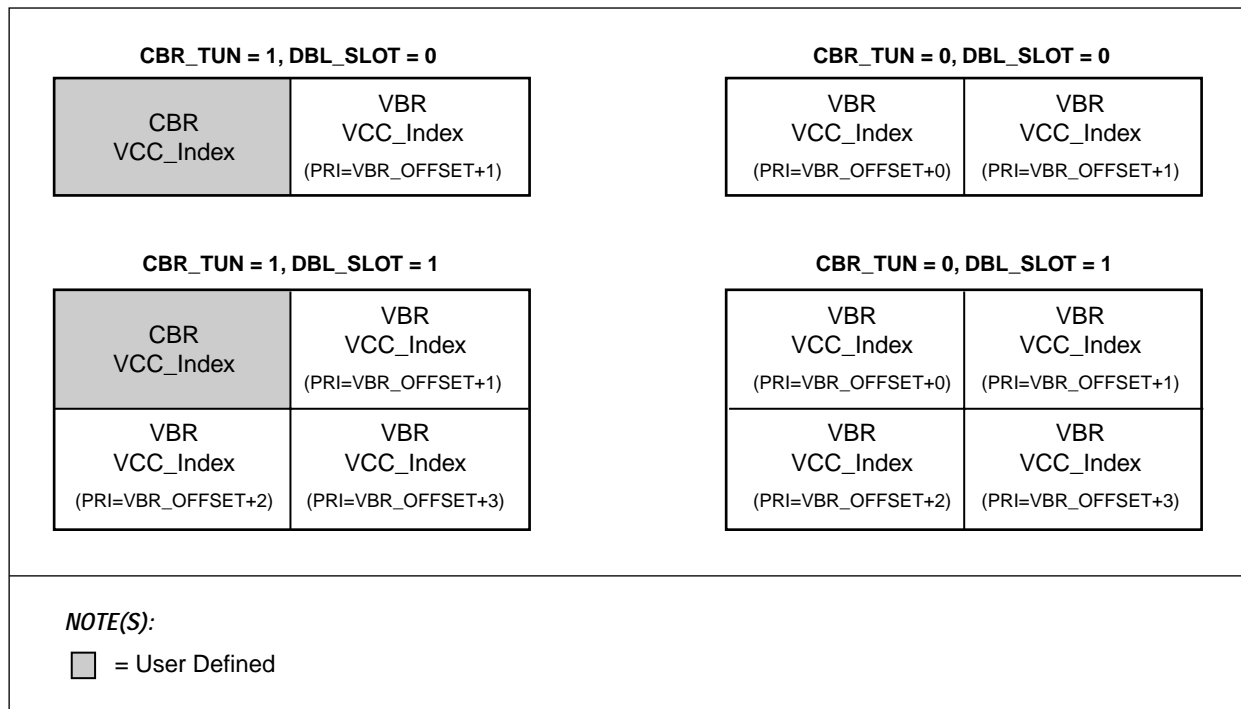 CBR_TUN = 1, DBL_SLOT = 0
CBR
VCC_Index
VBR
VCC_Index
(PRI=VBR_OFFSET+1)
CBR_TUN = 0, DBL_SLOT = 0
VBR
VCC_Index
(PRI=VBR_OFFSET+0)
VBR
VCC_Index
(PRI=VBR_OFFSET+1)
CBR_TUN = 1, DBL_SLOT = 1
CBR
VCC_Index
VBR
VCC_Index
(PRI=VBR_OFFSET+1)
VBR
VCC_Index
(PRI=VBR_OFFSET+2)
VBR
VCC_Index
(PRI=VBR_OFFSET+3)
CBR_TUN = 0, DBL_SLOT = 1
VBR
VCC_Index
(PRI=VBR_OFFSET+0)
VBR
VCC_Index
(PRI=VBR_OFFSET+1)
VBR
VCC_Index
(PRI=VBR_OFFSET+2)
VBR
VCC_Index
(PRI=VBR_OFFSET+3)
NOTE(S):
= User Defined